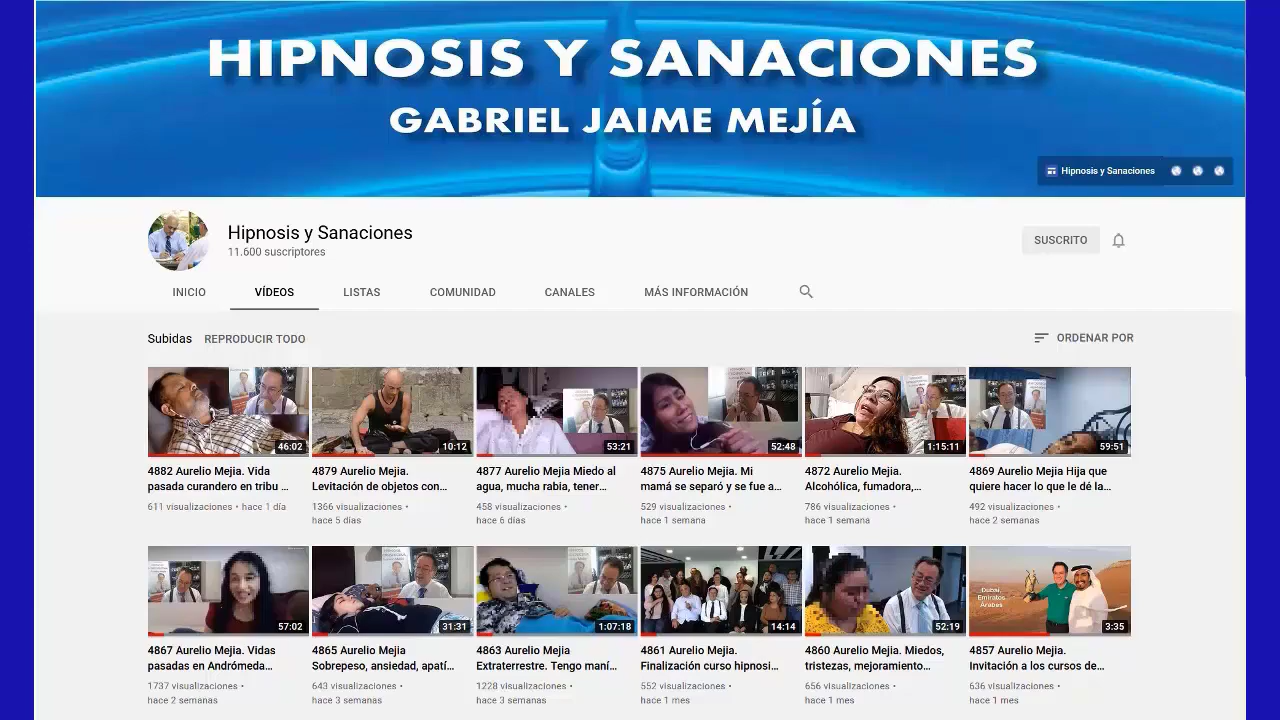 HIPNOSIS Y SANACIONES
GABRIEL JAIME MEJÍA
Hipnosis y Sanaciones
Hipnosis y Sanaciones
11.600 suscriptores
SUSCRITO
INICIO VÍDEOS LISTAS COMUNIDAD CANALES MÁS INFORMACIÓN
Subidas REPRODUCIR TODO
ORDENAR POR
46:02
4882 Aurelio Mejia. Vida
pasada curandero en tribu ...
611 visualizaciones • hace 1 día
10:12
4879 Aurelio Mejia.
Levitación de objetos con...
1366 visualizaciones •
hace 5 días
53:21
4877 Aurelio Mejia Miedo al
agua, mucha rabia, tener...
458 visualizaciones •
hace 6 días
52:48
4875 Aurelio Mejia. Mi
mamá se separó y se fue a...
529 visualizaciones •
hace 1 semana
1:15:11
4872 Aurelio Mejia.
Alcohólica, fumadora,...
786 visualizaciones •
hace 1 semana
59:51
4869 Aurelio Mejia Hija que
quiere hacer lo que le dé la...
492 visualizaciones •
hace 2 semanas
57:02
4867 Aurelio Mejia. Vidas
pasadas en Andrómeda...
1737 visualizaciones •
hace 2 semanas
31:31
4865 Aurelio Mejia
Sobrepeso, ansiedad, apatí...
643 visualizaciones •
hace 3 semanas
1:07:18
4863 Aurelio Mejia
Extraterrestre. Tengo maní...
1228 visualizaciones •
hace 3 semanas
14:14
4861 Aurelio Mejia.
Finalización curso hipnosi...
552 visualizaciones •
hace 1 mes
52:19
4860 Aurelio Mejia. Miedos,
tristezas, mejoramiento...
656 visualizaciones •
hace 1 mes
Dubai,
Emiratos
Árabes
3:35
4857 Aurelio Mejia.
Invitación a los cursos de...
636 visualizaciones •
hace 1 mes